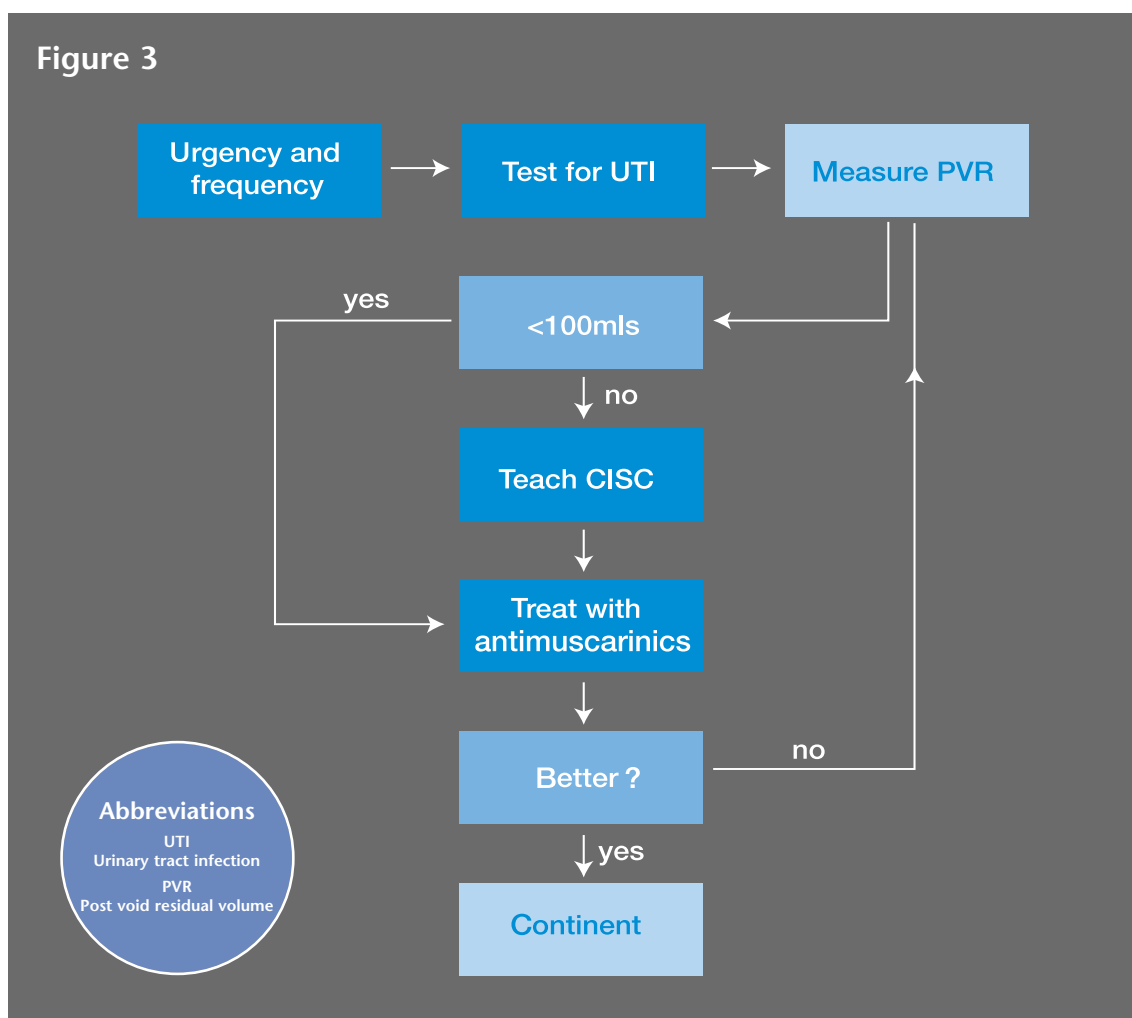 Figure 3
Urgency and
frequency
Test for UTI
Measure PVR
yes
<100mls
no
Teach CISC
Treat with
antimuscarinics
Better ?
no
yes
Continent
Abbreviations
UTI
Urinary tract infection
PVR
Post void residual volume